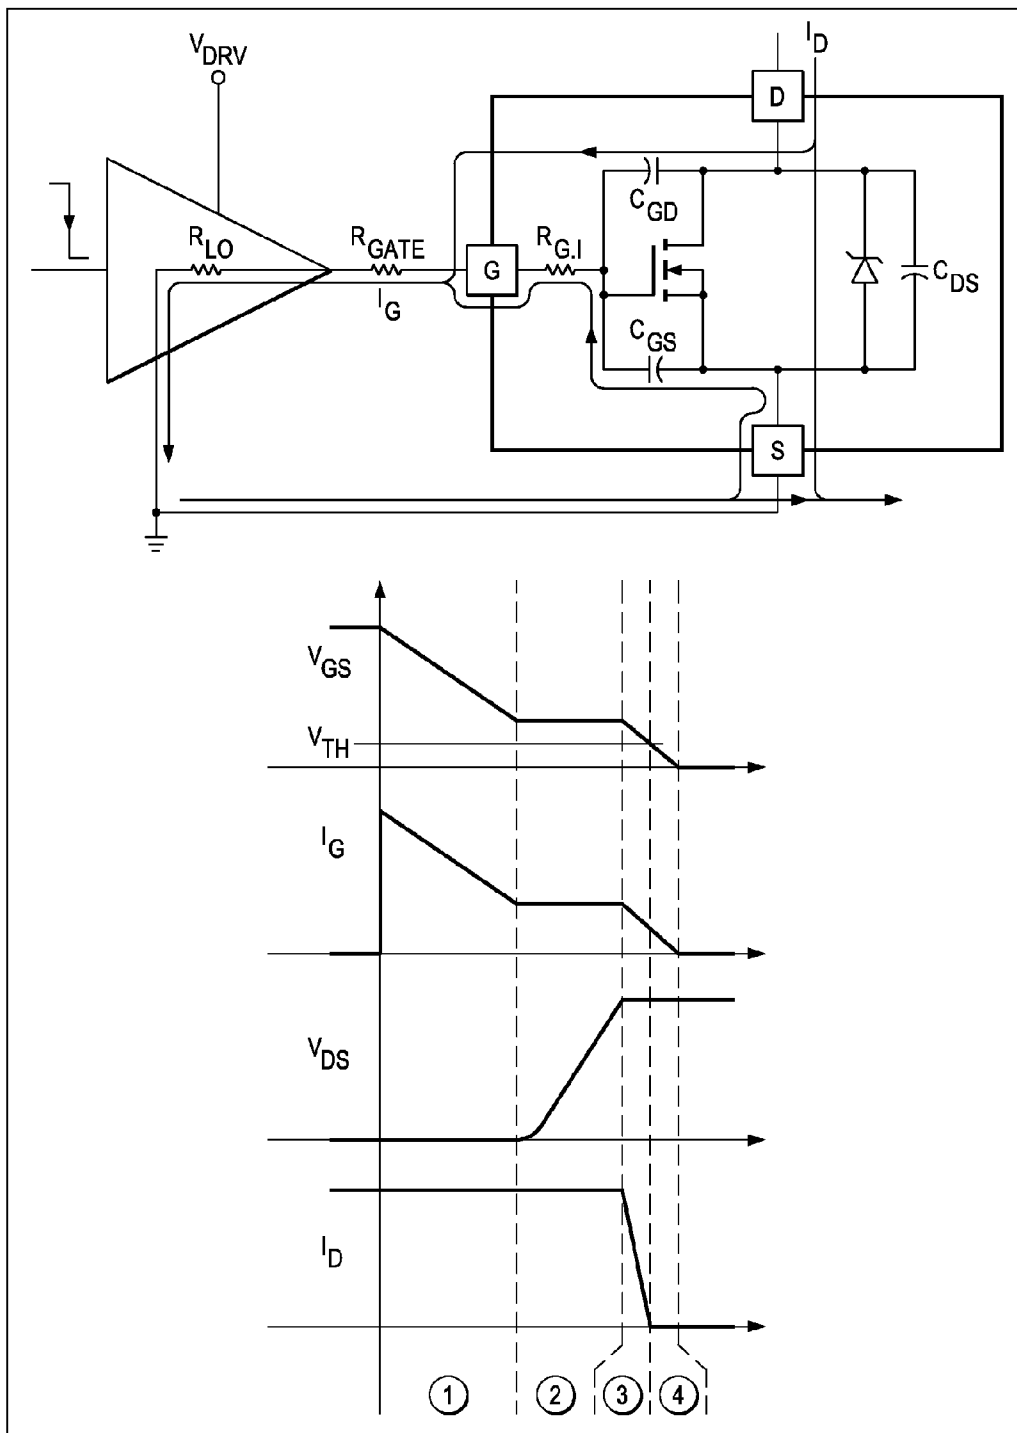 V_DRV
I_D
D
C_GD
R_LO
R_GATE
G
R_G.I
I_G
C_GS
C_DS
S
V_GS
V_TH
I_G
V_DS
I_D
1
2
3
4